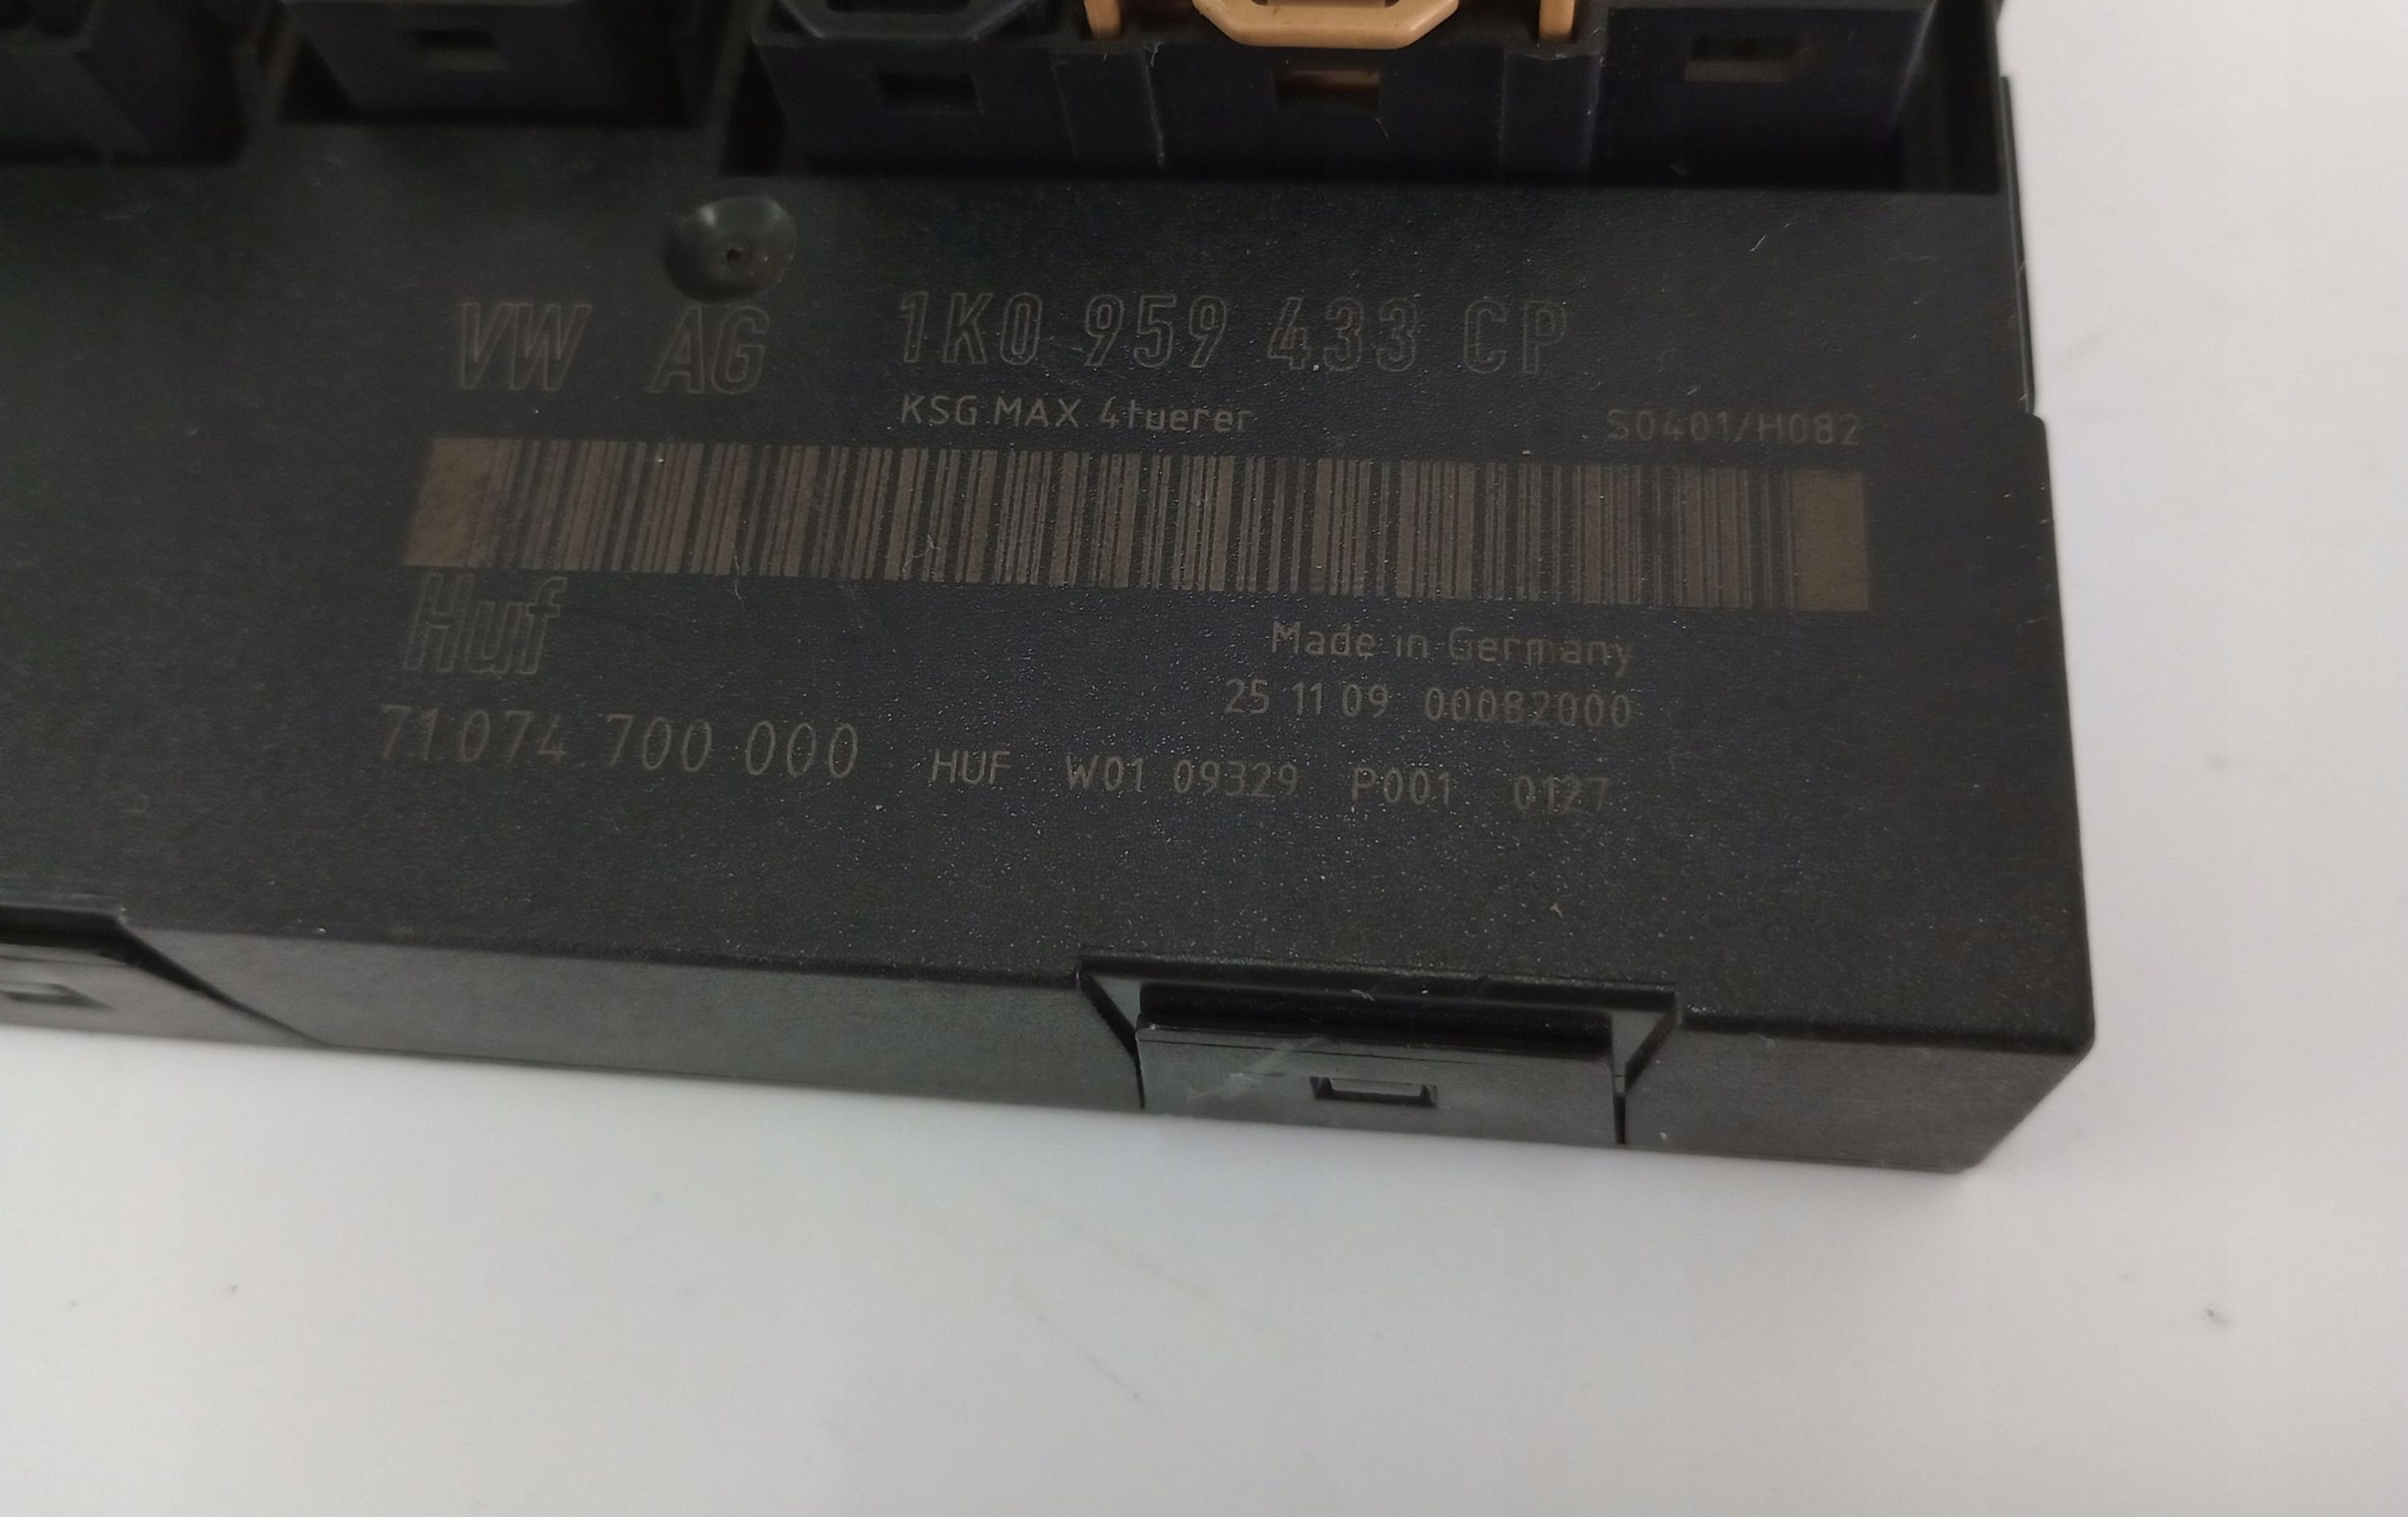 VW AG 1K0 959 433 CP
KSG MAX 4tuerer S0401/H082
Huf
Made in Germany
25 11 09 00082000
71 074 700 000 HUF W01 09329 P001 0127